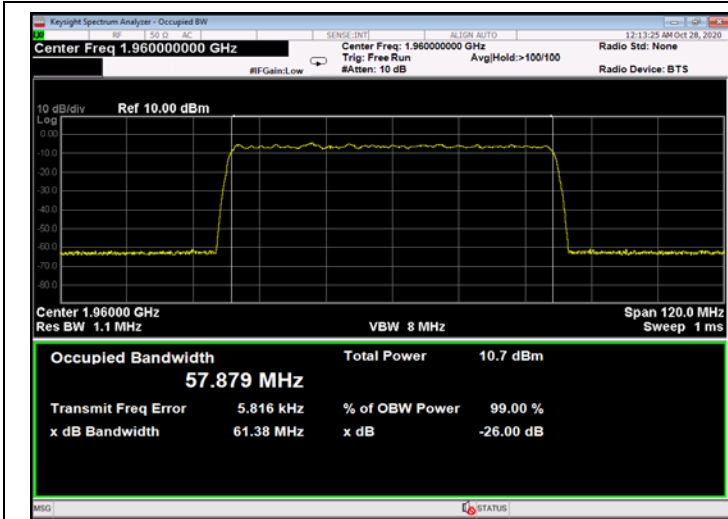 Keysight Spectrum Analyzer - Occupied BW
RF 50 Ω AC SENSE:INT ALIGN AUTO 12:13:25 AM Oct 28, 2020
Center Freq 1.960000000 GHz Center Freq: 1.960000000 GHz Radio Std: None
Trig: Free Run Avg|Hold:>100/100
#IFGain:Low #Atten: 10 dB Radio Device: BTS
10 dB/div Ref 10.00 dBm
Log
0.00
-10.0
-20.0
-30.0
-40.0
-50.0
-60.0
-70.0
-80.0
Center 1.96000 GHz Span 120.0 MHz
Res BW 1.1 MHz VBW 8 MHz Sweep 1 ms
Occupied Bandwidth Total Power 10.7 dBm
57.879 MHz
Transmit Freq Error 5.816 kHz % of OBW Power 99.00 %
x dB Bandwidth 61.38 MHz x dB -26.00 dB
MSG STATUS